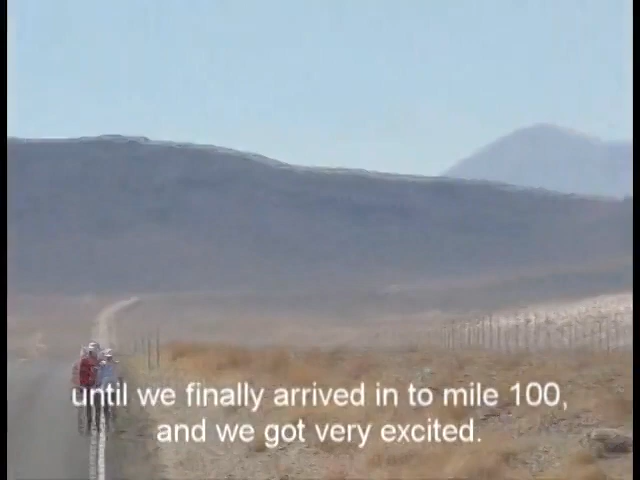 until we finally arrived in to mile 100,
and we got very excited.